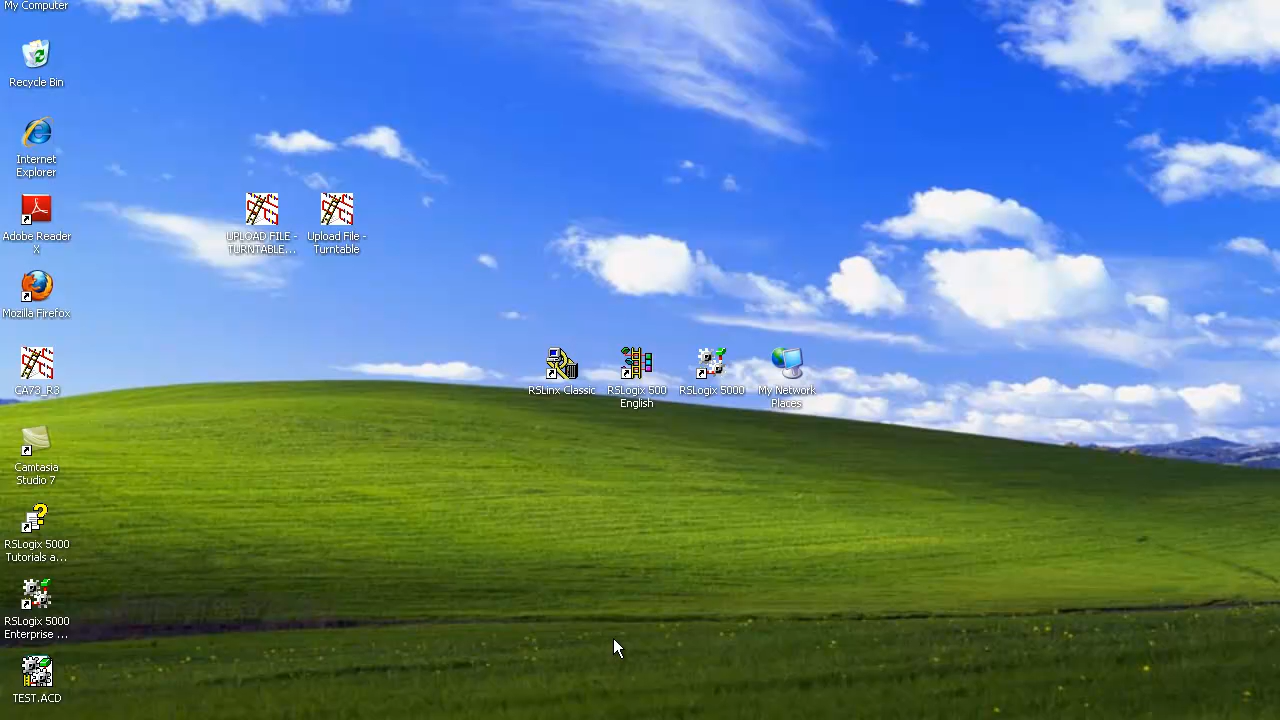 My Computer
Recycle Bin
Internet
Explorer
Adobe Reader
X
Mozilla Firefox
CA73_R3
Camtasia
Studio 7
RSLogix 5000
Tutorials a...
RSLogix 5000
Enterprise ...
TEST.ACD
UPLOAD FILE -
TURNTABLE...
Upload File -
Turntable
RSLinx Classic
RSLogix 500
English
RSLogix 5000
My Network
Places